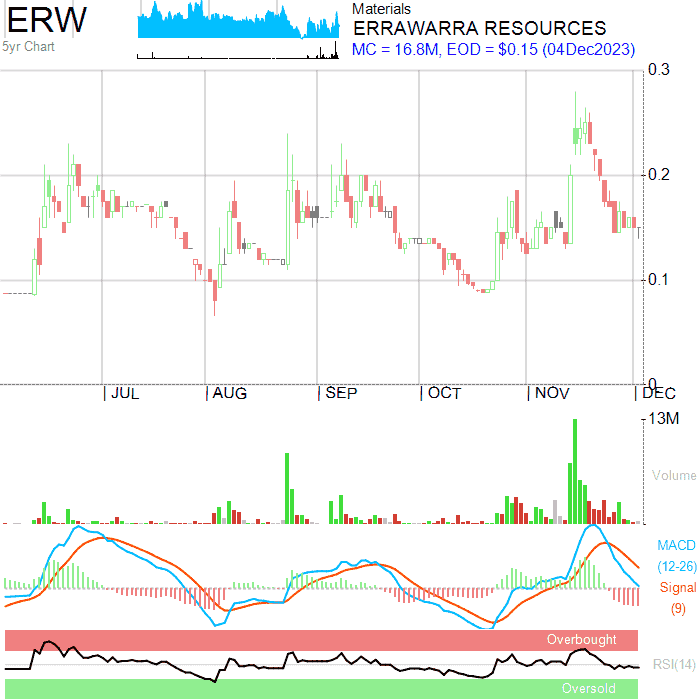 ERW
5yr Chart
Materials
ERRAWARRA RESOURCES
MC = 16.8M, EOD = $0.15 (04Dec2023)
0.3
0.2
0.1
0
JUL AUG SEP OCT NOV DEC
13M
Volume
MACD
(12-26)
Signal
(9)
Overbought
RSI(14)
Oversold